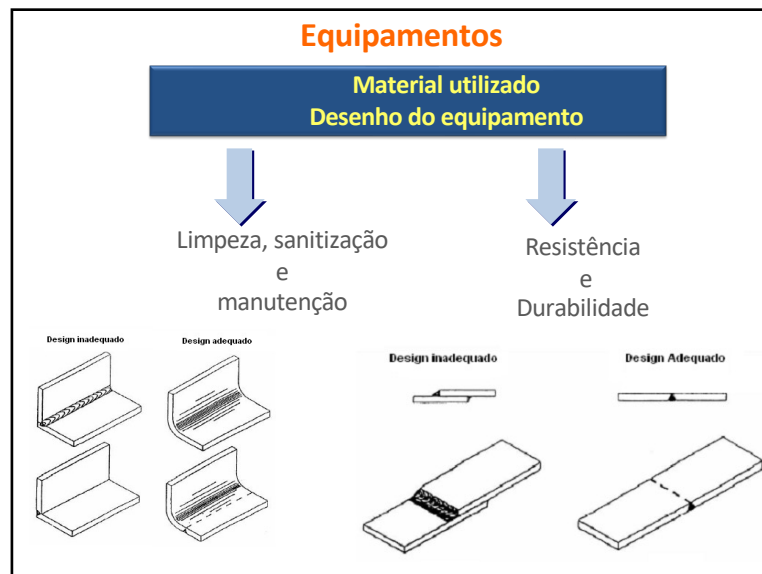 Equipamentos
Material utilizado
Desenho do equipamento
Limpeza, sanitização
e
manutenção
Resistência
e
Durabilidade
Design inadequado
Design adequado
Design inadequado
Design Adequado